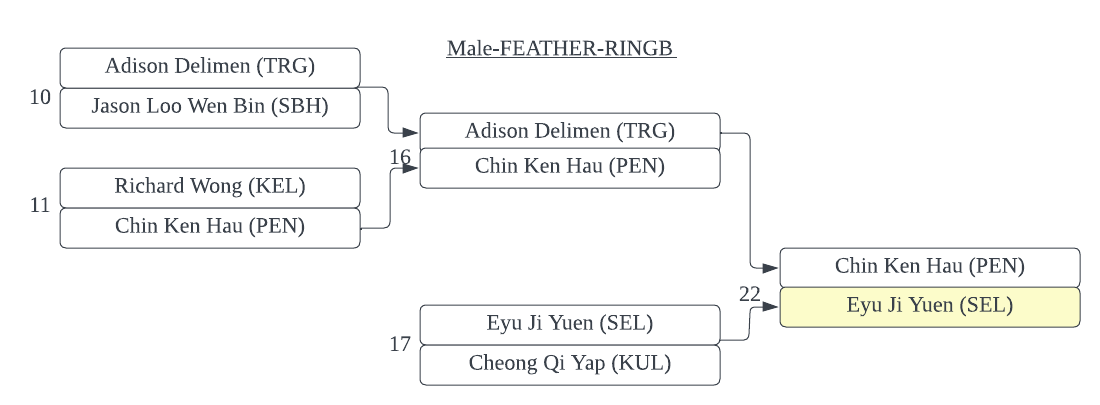 Male-FEATHER-RINGB
Adison Delimen (TRG)
10
Jason Loo Wen Bin (SBH)
Richard Wong (KEL)
11
Chin Ken Hau (PEN)
Adison Delimen (TRG)
16
Chin Ken Hau (PEN)
Eyu Ji Yuen (SEL)
17
Cheong Qi Yap (KUL)
Chin Ken Hau (PEN)
22
Eyu Ji Yuen (SEL)